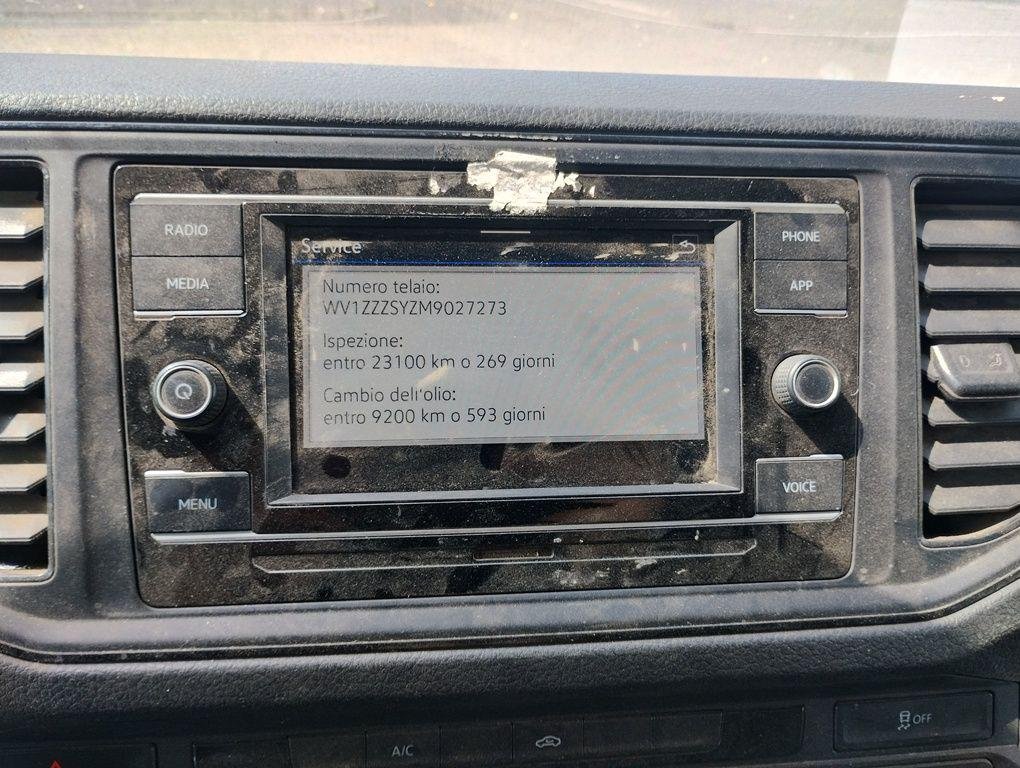 RADIO
MEDIA
MENU
Service
Numero telaio:
WV1ZZZSYZM9027273
Ispezione:
entro 23100 km o 269 giorni
Cambio dell'olio:
entro 9200 km o 593 giorni
PHONE
APP
VOICE
A/C
OFF